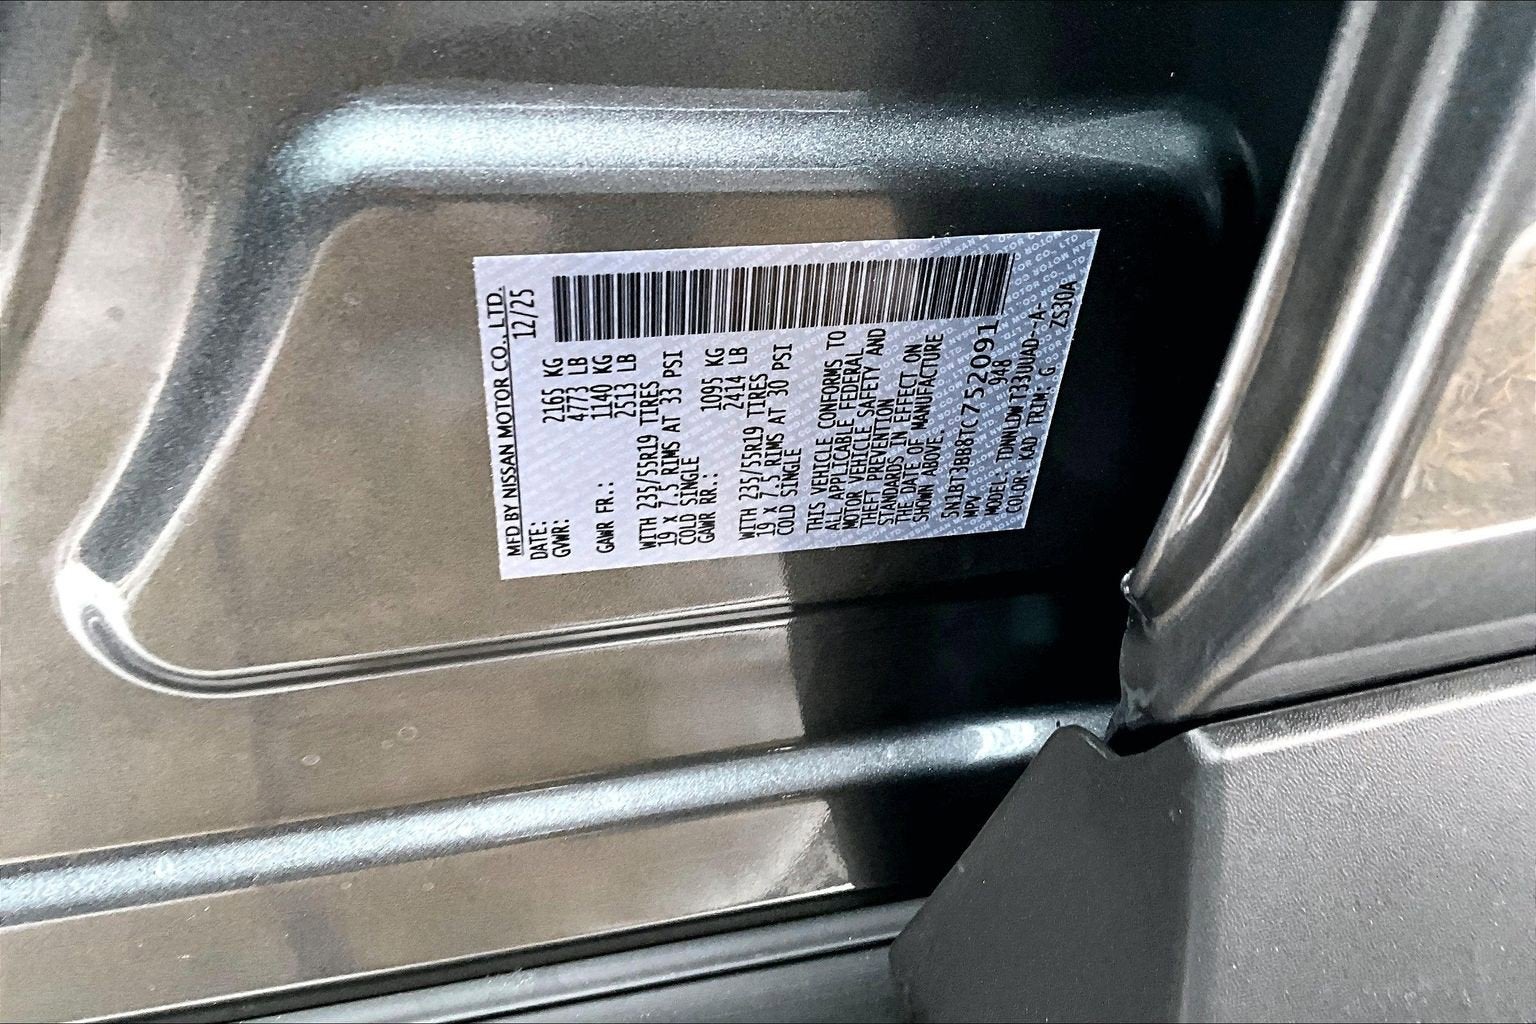 MFD BY NISSAN MOTOR CO., LTD.
DATE: 12/25
GVWR: 2165 KG
4773 LB
GAWR FR.: 1140 KG
2513 LB
WITH 235/55R19 TIRES
19 X 7.5 RIMS AT 33 PSI
COLD SINGLE
GAWR RR.: 1095 KG
2414 LB
WITH 235/55R19 TIRES
19 X 7.5 RIMS AT 30 PSI
COLD SINGLE
THIS VEHICLE CONFORMS TO
ALL APPLICABLE FEDERAL
MOTOR VEHICLE SAFETY AND
THEFT PREVENTION
STANDARDS IN EFFECT ON
THE DATE OF MANUFACTURE
SHOWN ABOVE.
5N1BT3BB8TC752091
MPV 948
MODEL:
COLOR: KAD TRIM: G ZS30A